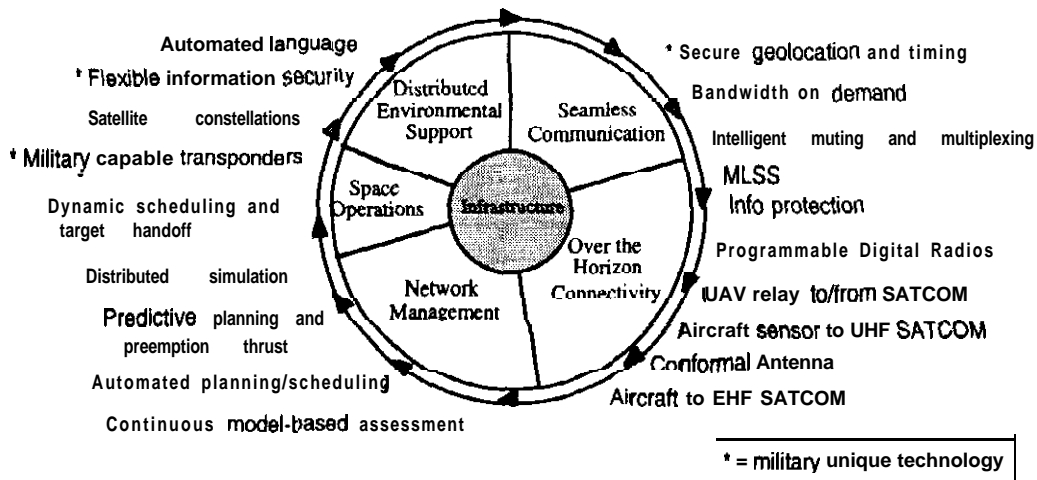 Automated language
* Flexible information security
Satellite constellations
* Military capable transponders
Dynamic scheduling and
target handoff
Distributed simulation
Predictive planning and
preemption thrust
Automated planning/scheduling
Continuous model-based assessment
Distributed
Environmental
Support
Seamless
Communication
Space
Operations
Infrastructure
Over the
Horizon
Connectivity
Network
Management
* Secure geolocation and timing
Bandwidth on demand
Intelligent muting and multiplexing
MLSS
Info protection
Programmable Digital Radios
UAV relay to/from SATCOM
Aircraft sensor to UHF SATCOM
Conformal Antenna
Aircraft to EHF SATCOM
* = military unique technology